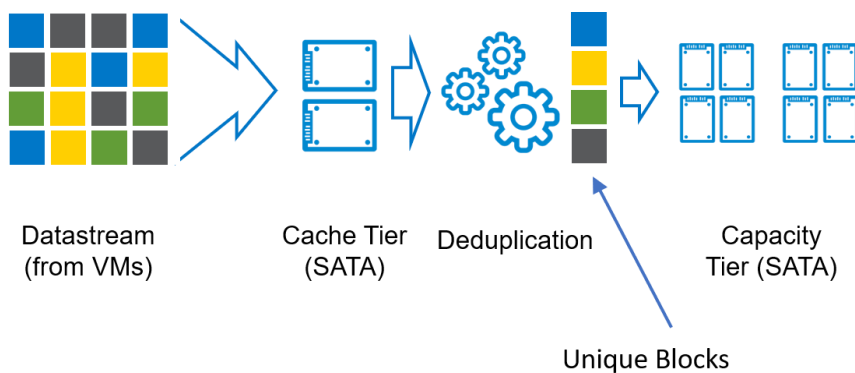 Datastream
(from VMs)
Cache Tier
(SATA)
Deduplication
Capacity
Tier (SATA)
Unique Blocks